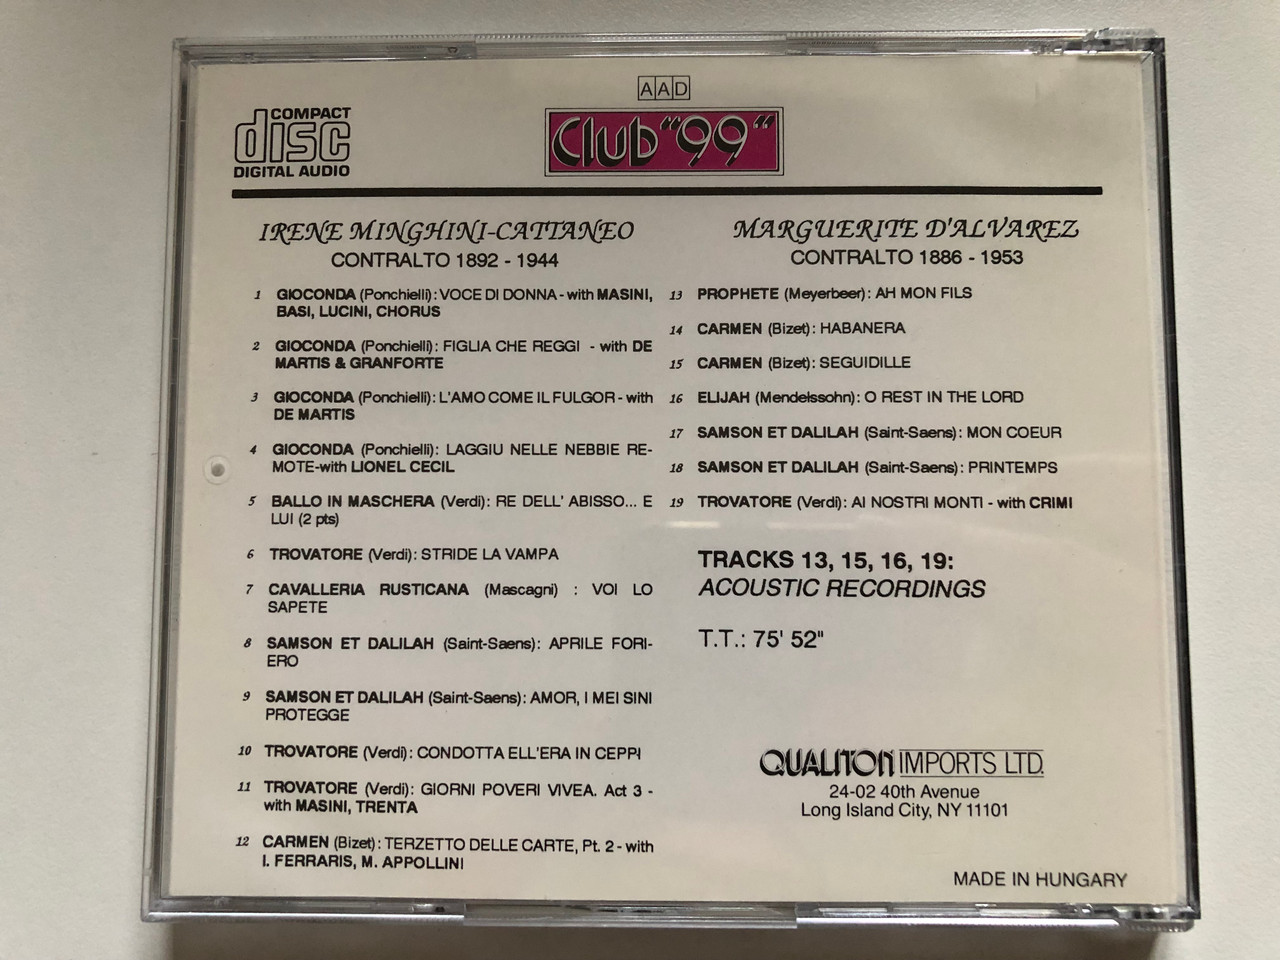 AAD
COMPACT
disc
DIGITAL AUDIO
Club "99"
IRENE MINGHINI-CATTANEO
CONTRALTO 1892 - 1944
1 GIOCONDA (Ponchielli): VOCE DI DONNA - with MASINI,
BASI, LUCINI, CHORUS
2 GIOCONDA (Ponchielli): FIGLIA CHE REGGI - with DE
MARTIS & GRANFORTE
3 GIOCONDA (Ponchielli): L'AMO COME IL FULGOR - with
DE MARTIS
4 GIOCONDA (Ponchielli): LAGGIU NELLE NEBBIE RE-
MOTE-with LIONEL CECIL
5 BALLO IN MASCHERA (Verdi): RE DELL' ABISSO... E
LUI (2 pts)
6 TROVATORE (Verdi): STRIDE LA VAMPA
7 CAVALLERIA RUSTICANA (Mascagni) : VOI LO
SAPETE
8 SAMSON ET DALILAH (Saint-Saens): APRILE FORI-
ERO
9 SAMSON ET DALILAH (Saint-Saens): AMOR, I MEI SINI
PROTEGGE
10 TROVATORE (Verdi): CONDOTTA ELL'ERA IN CEPPI
11 TROVATORE (Verdi): GIORNI POVERI VIVEA. Act 3 -
with MASINI, TRENTA
12 CARMEN (Bizet): TERZETTO DELLE CARTE, Pt. 2 - with
I. FERRARIS, M. APPOLLINI
MARGUERITE D'ALVAREZ
CONTRALTO 1886 - 1953
13 PROPHETE (Meyerbeer): AH MON FILS
14 CARMEN (Bizet): HABANERA
15 CARMEN (Bizet): SEGUIDILLE
16 ELIJAH (Mendelssohn): O REST IN THE LORD
17 SAMSON ET DALILAH (Saint-Saens): MON COEUR
18 SAMSON ET DALILAH (Saint-Saens): PRINTEMPS
19 TROVATORE (Verdi): AI NOSTRI MONTI - with CRIMI
TRACKS 13, 15, 16, 19:
ACOUSTIC RECORDINGS
T.T.: 75' 52"
QUALITON IMPORTS LTD.
24-02 40th Avenue
Long Island City, NY 11101
MADE IN HUNGARY